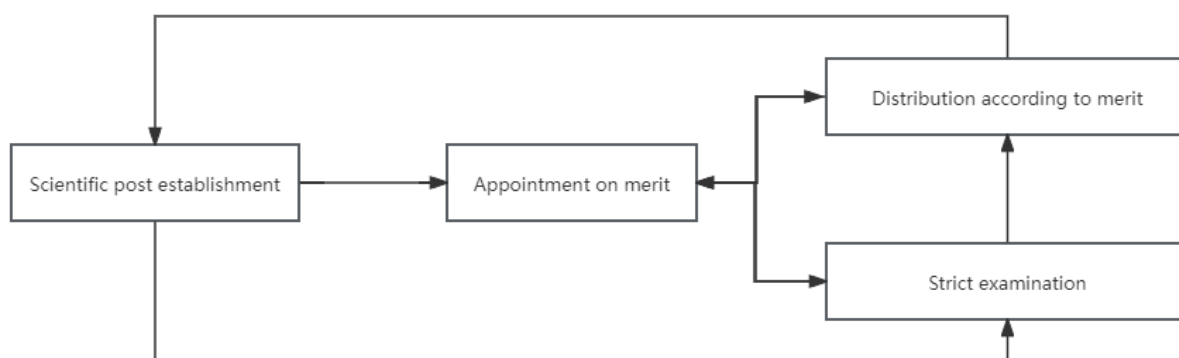 Distribution according to merit
Scientific post establishment
Appointment on merit
Strict examination